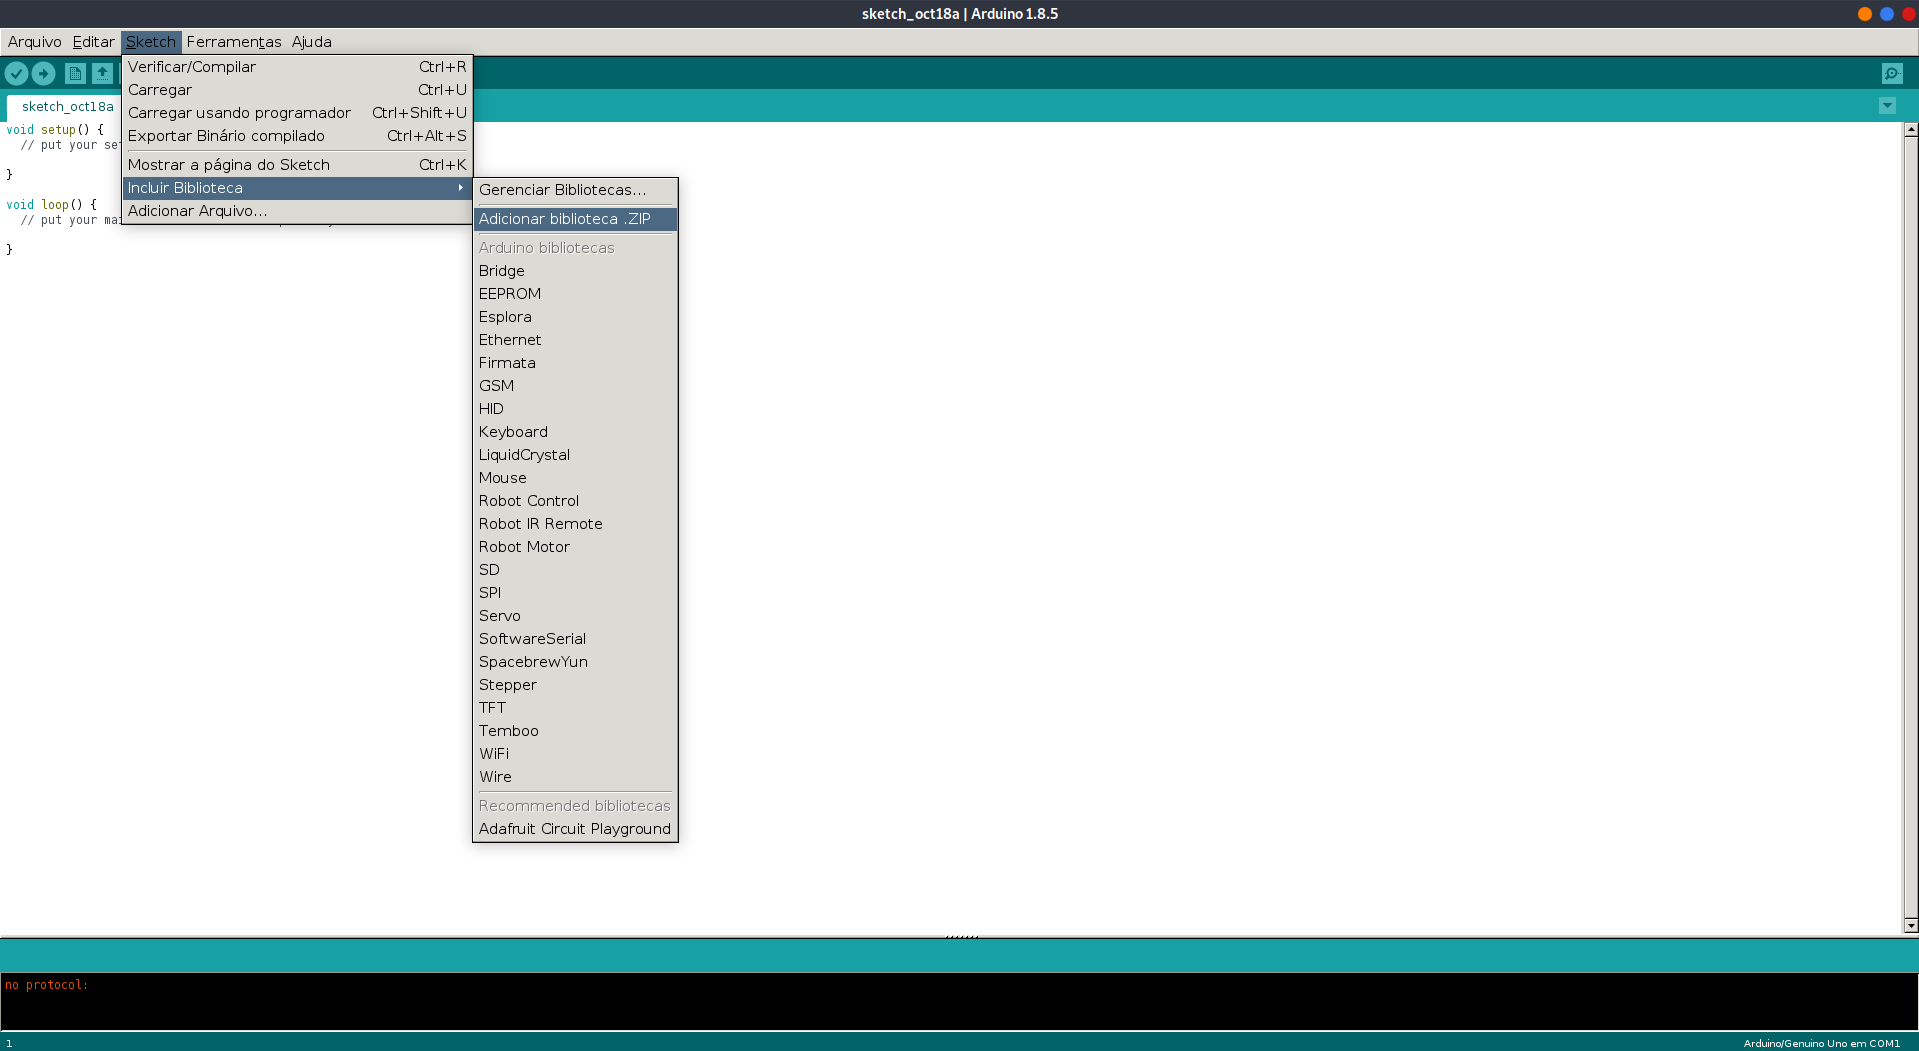 sketch_oct18a | Arduino 1.8.5
Arquivo Editar Sketch Ferramentas Ajuda
Verificar/Compilar Ctrl+R
Carregar Ctrl+U
Carregar usando programador Ctrl+Shift+U
Exportar Binário compilado Ctrl+Alt+S
Mostrar a página do Sketch Ctrl+K
Incluir Biblioteca
Adicionar Arquivo...
sketch_oct18a
void setup() {
// put your
}
void loop() {
// put your
}
Gerenciar Bibliotecas...
Adicionar biblioteca .ZIP
Arduino bibliotecas
Bridge
EEPROM
Esplora
Ethernet
Firmata
GSM
HID
Keyboard
LiquidCrystal
Mouse
Robot Control
Robot IR Remote
Robot Motor
SD
SPI
Servo
SoftwareSerial
SpacebrewYun
Stepper
TFT
Temboo
WiFi
Wire
Recommended bibliotecas
Adafruit Circuit Playground
no protocol:
1 Arduino/Genuino Uno em COM1